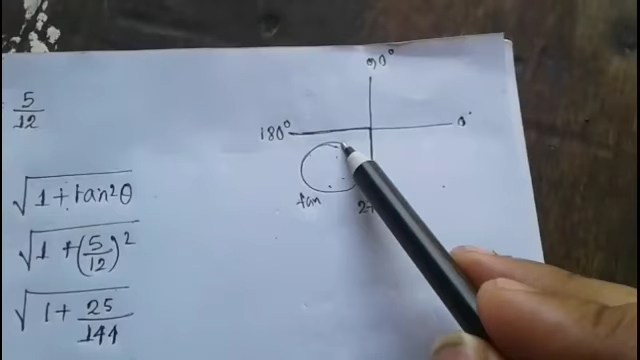 5/12
√1+tan²θ
√1+(5/12)²
√1+25/144
90°
180° 0°
tan